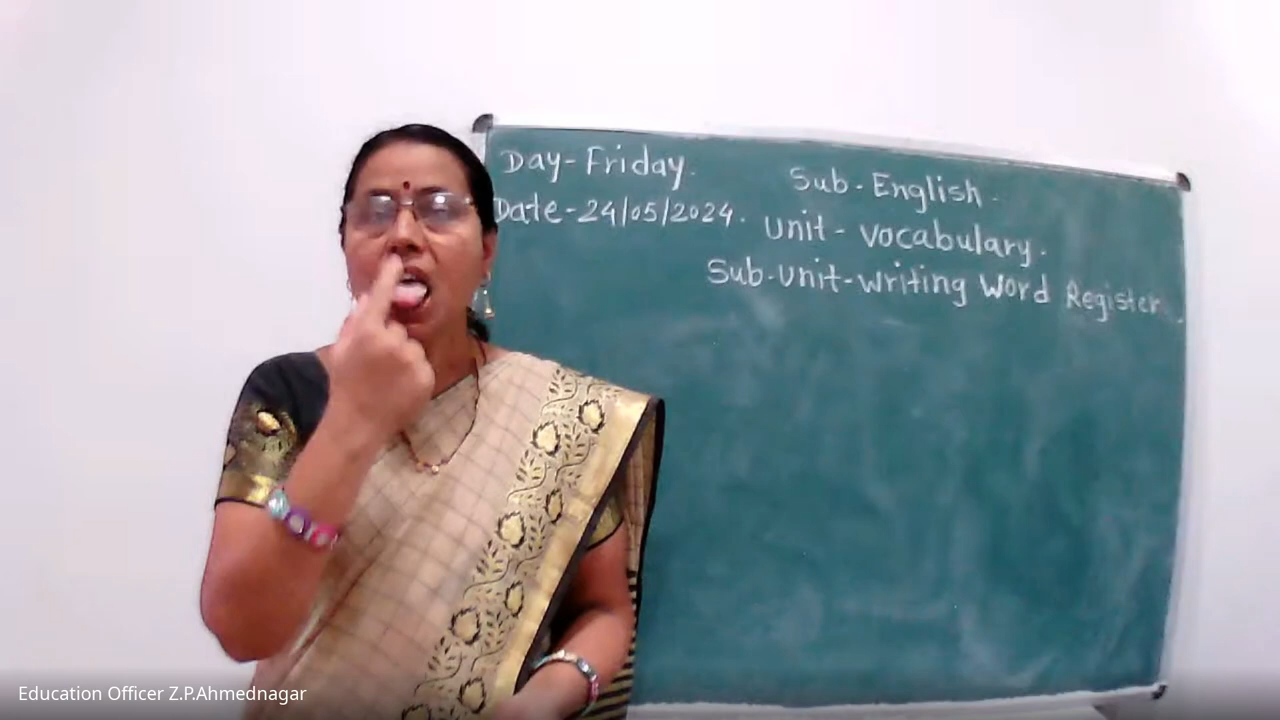 Day-Friday.
Date-24/05/2024.
Sub-English.
Unit-Vocabulary.
Sub-Unit-Writing Word Register.
Education Officer Z.P.Ahmednagar